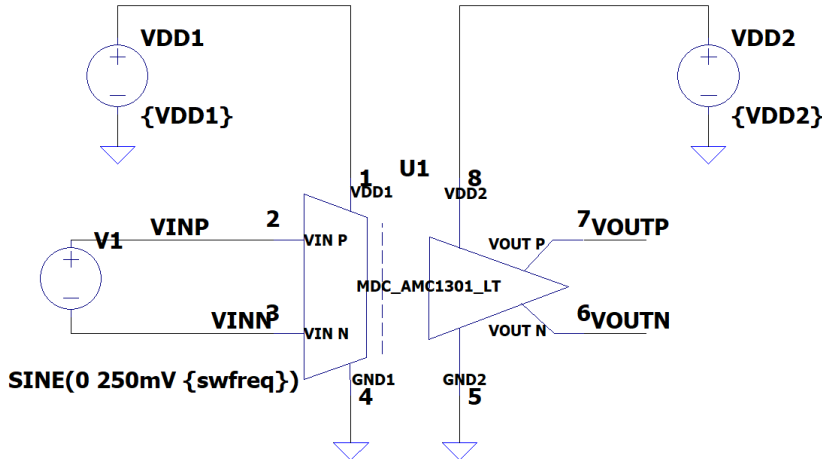 VDD1
VDD2
{VDD1}
{VDD2}
U1
1
VDD1
8
VDD2
VINP
2
7
VOUTP
V1
VIN P
VOUT P
MDC_AMC1301_LT
VINN
3
VIN N
VOUT N
6
VOUTN
SINE(0 250mV {swfreq})
GND1
4
GND2
5